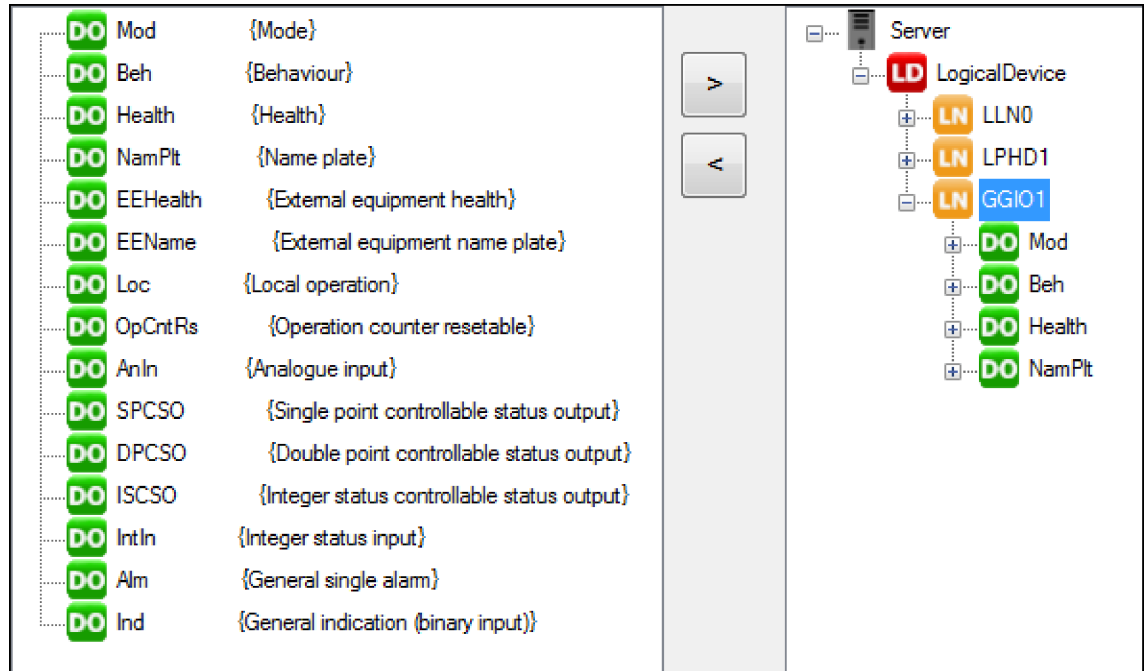 DO Mod {Mode}
DO Beh {Behaviour}
DO Health {Health}
DO NamPlt {Name plate}
DO EEHealth {External equipment health}
DO EEName {External equipment name plate}
DO Loc {Local operation}
DO OpCntRs {Operation counter resetable}
DO AnIn {Analogue input}
DO SPCSO {Single point controllable status output}
DO DPCSO {Double point controllable status output}
DO ISCSO {Integer status controllable status output}
DO IntIn {Integer status input}
DO Alm {General single alarm}
DO Ind {General indication (binary input)}
>
<
Server
LD LogicalDevice
LN LLN0
LN LPHD1
LN GGIO1
DO Mod
DO Beh
DO Health
DO NamPlt